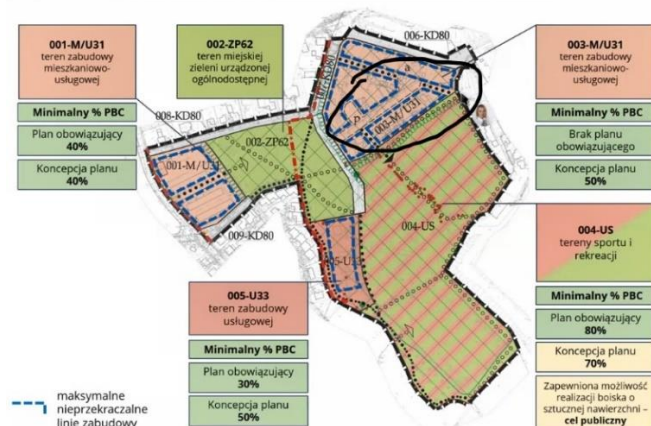 001-M/U31
teren zabudowy
mieszkaniowo-
usługowej
Minimalny % PBC
Plan obowiązujący
40%
Koncepcja planu
40%
002-ZP62
teren miejskiej
zieleni urządzonej
ogólnodostępnej
003-M/U31
teren zabudowy
mieszkaniowo-
usługowej
Minimalny % PBC
Brak planu
obowiązującego
Koncepcja planu
50%
006-KD80
008-KD80
002-ZP62
003-M/U31
001-M/U31
009-KD80
004-US
005-U33
004-US
tereny sportu i
rekreacji
Minimalny % PBC
Plan obowiązujący
80%
Koncepcja planu
70%
Zapewniona możliwość
realizacji boiska o
sztucznej nawierzchni –
cel publiczny
005-U33
teren zabudowy
usługowej
Minimalny % PBC
Plan obowiązujący
30%
Koncepcja planu
50%
maksymalne
nieprzekraczalne
linie zabudowy